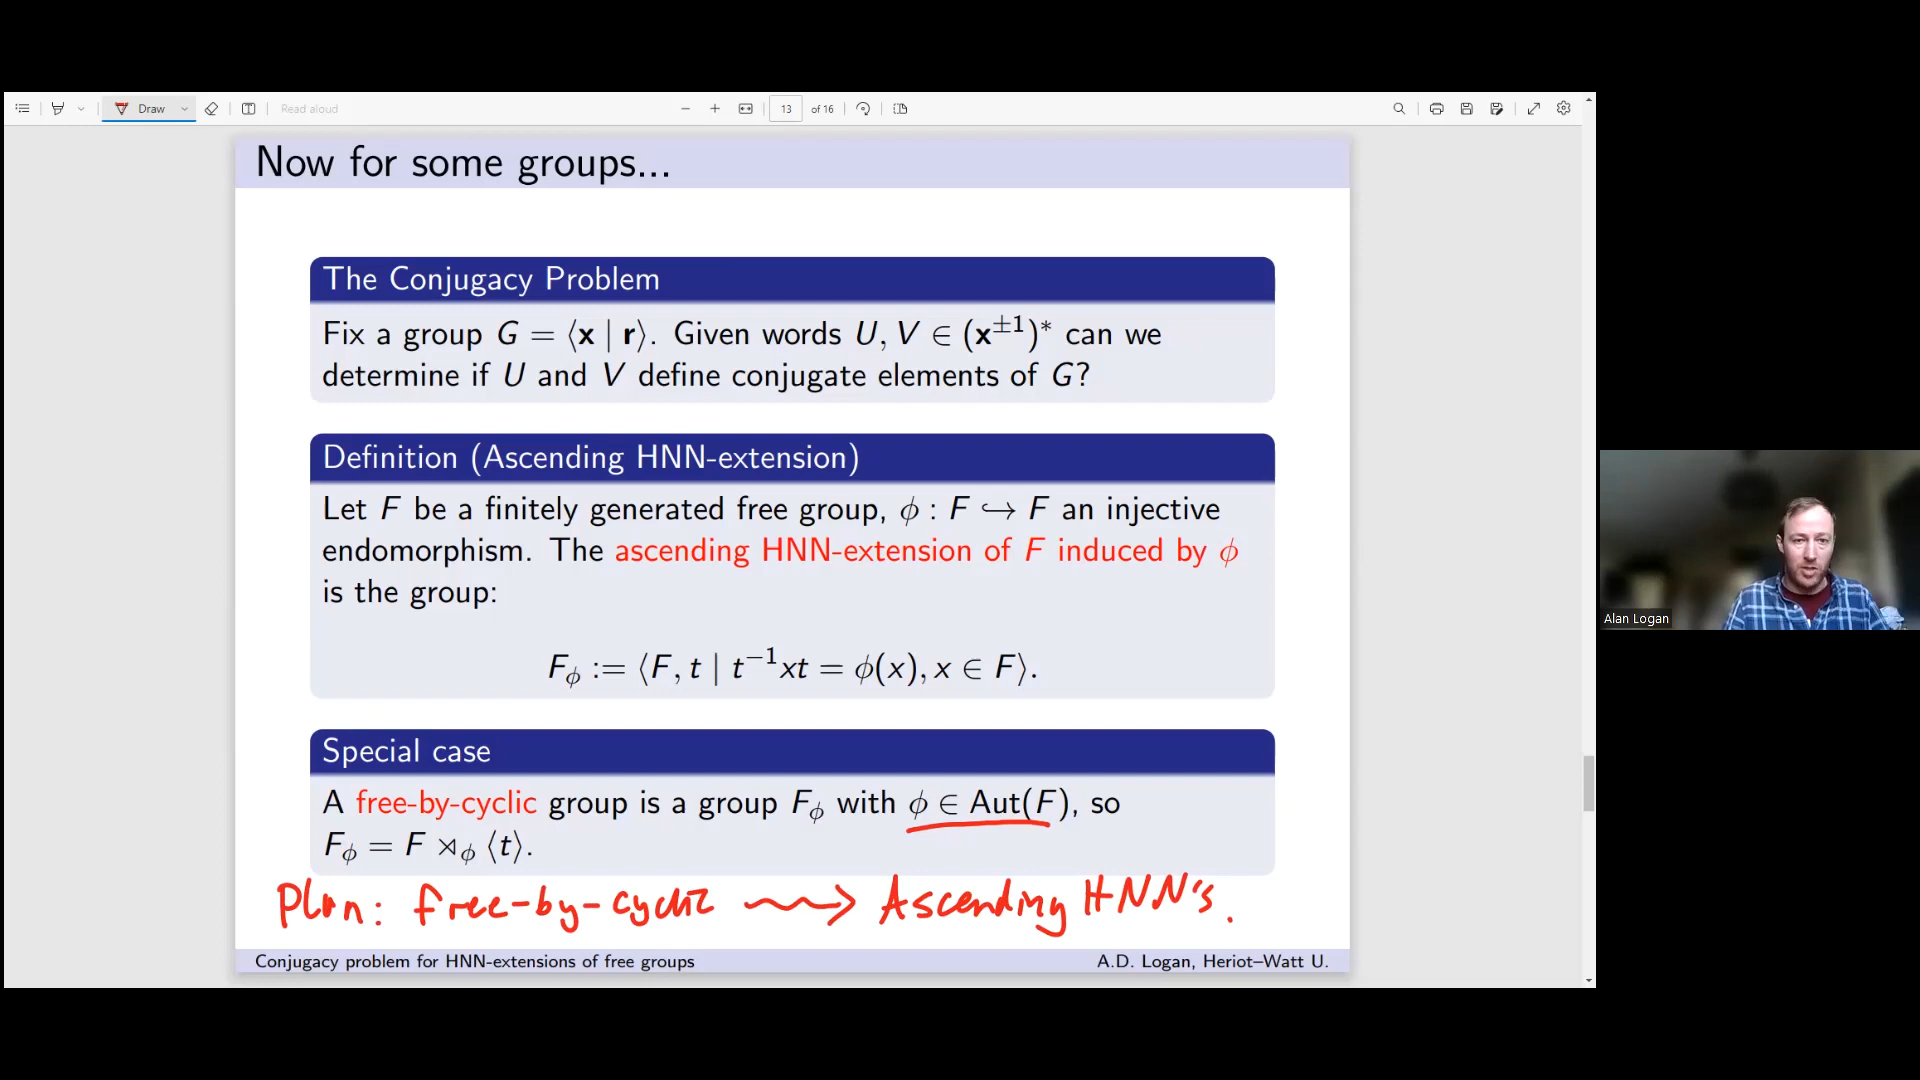 Draw
Read aloud
13 of 16
Now for some groups...
The Conjugacy Problem
Fix a group G = ⟨x | r⟩. Given words U, V ∈ (x^{±1})^* can we
determine if U and V define conjugate elements of G?
Definition (Ascending HNN-extension)
Let F be a finitely generated free group, ϕ : F ↪ F an injective
endomorphism. The ascending HNN-extension of F induced by ϕ
is the group:
F_ϕ := ⟨F, t | t^{−1}xt = ϕ(x), x ∈ F⟩.
Special case
A free-by-cyclic group is a group F_ϕ with ϕ ∈ Aut(F), so
F_ϕ = F ⋊_ϕ ⟨t⟩.
Plan: free-by-cyclic ⟿ Ascending HNN's.
Conjugacy problem for HNN-extensions of free groups
A.D. Logan, Heriot–Watt U.
Alan Logan